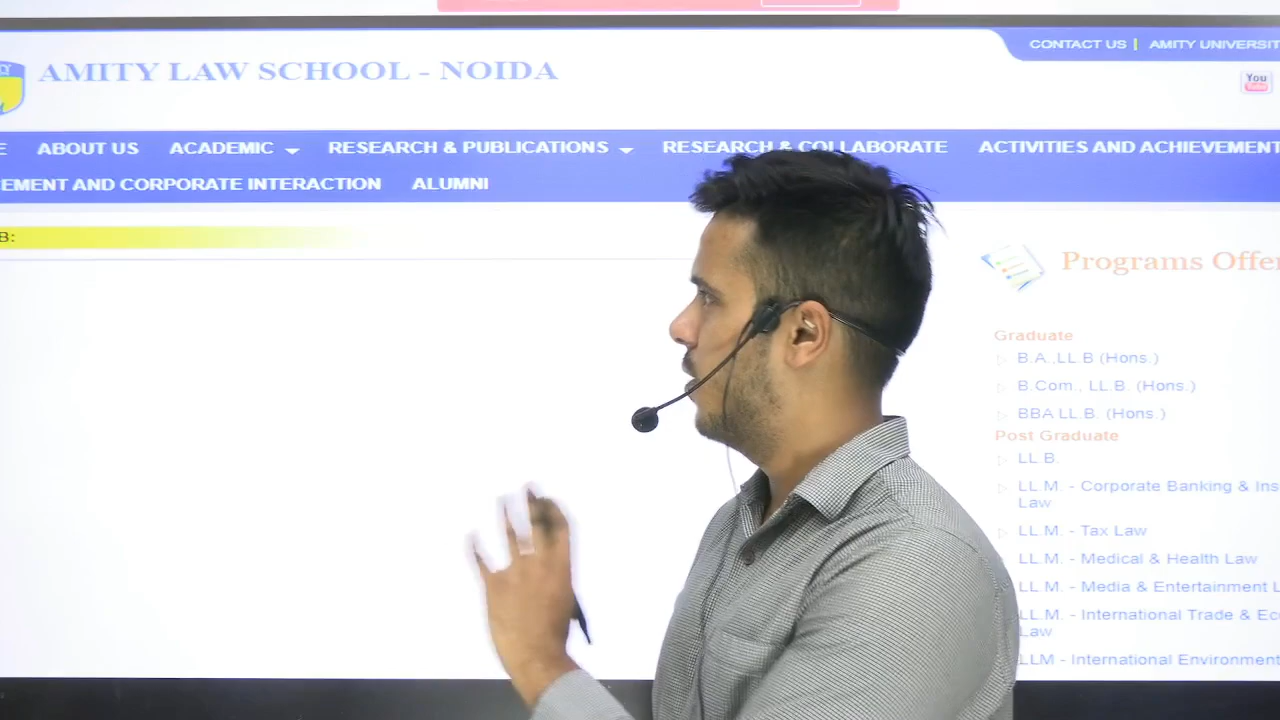 CONTACT US | AMITY UNIVERSIT
AMITY LAW SCHOOL - NOIDA
You
Tube
ABOUT US ACADEMIC RESEARCH & PUBLICATIONS RESEARCH & COLLABORATE ACTIVITIES AND ACHIEVEMENT
EMENT AND CORPORATE INTERACTION ALUMNI
B:
Programs Offer
Graduate
B.A.,LL.B (Hons.)
B.Com., LL.B. (Hons.)
BBA LL.B. (Hons.)
Post Graduate
LL.B.
LL.M. - Corporate Banking & Ins
Law
LL.M. - Tax Law
LL.M. - Medical & Health Law
LL.M. - Media & Entertainment L
LL.M. - International Trade & Ec
Law
LLM - International Environment